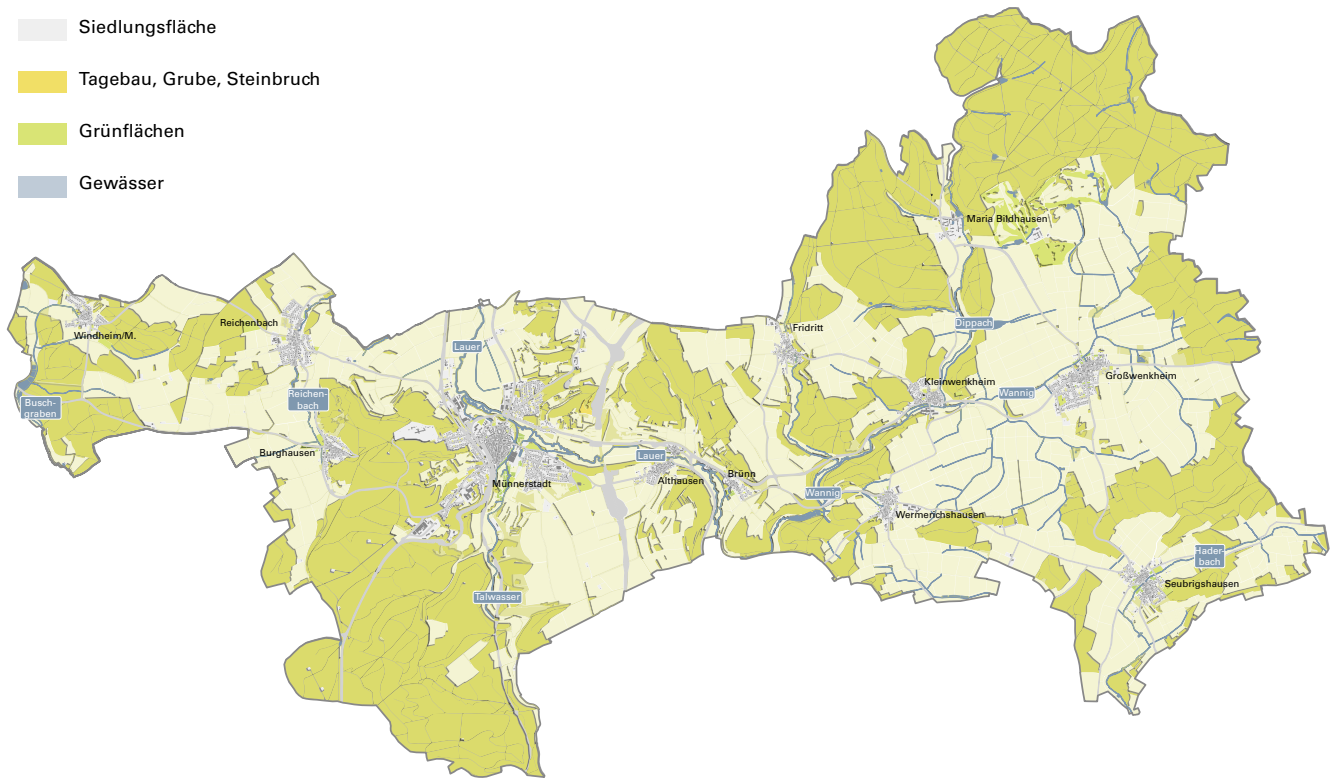 Siedlungsfläche
Tagebau, Grube, Steinbruch
Grünflächen
Gewässer
Maria Bildhausen
Windheim/M.
Reichenbach
Lauer
Fridritt
Dippach
Kleinwenkheim
Großwenkheim
Wannig
Busch-
graben
Reichen-
bach
Burghausen
Münnerstadt
Lauer
Althausen
Brünn
Wannig
Wermerichshausen
Hader-
bach
Seubrigshausen
Talwasser